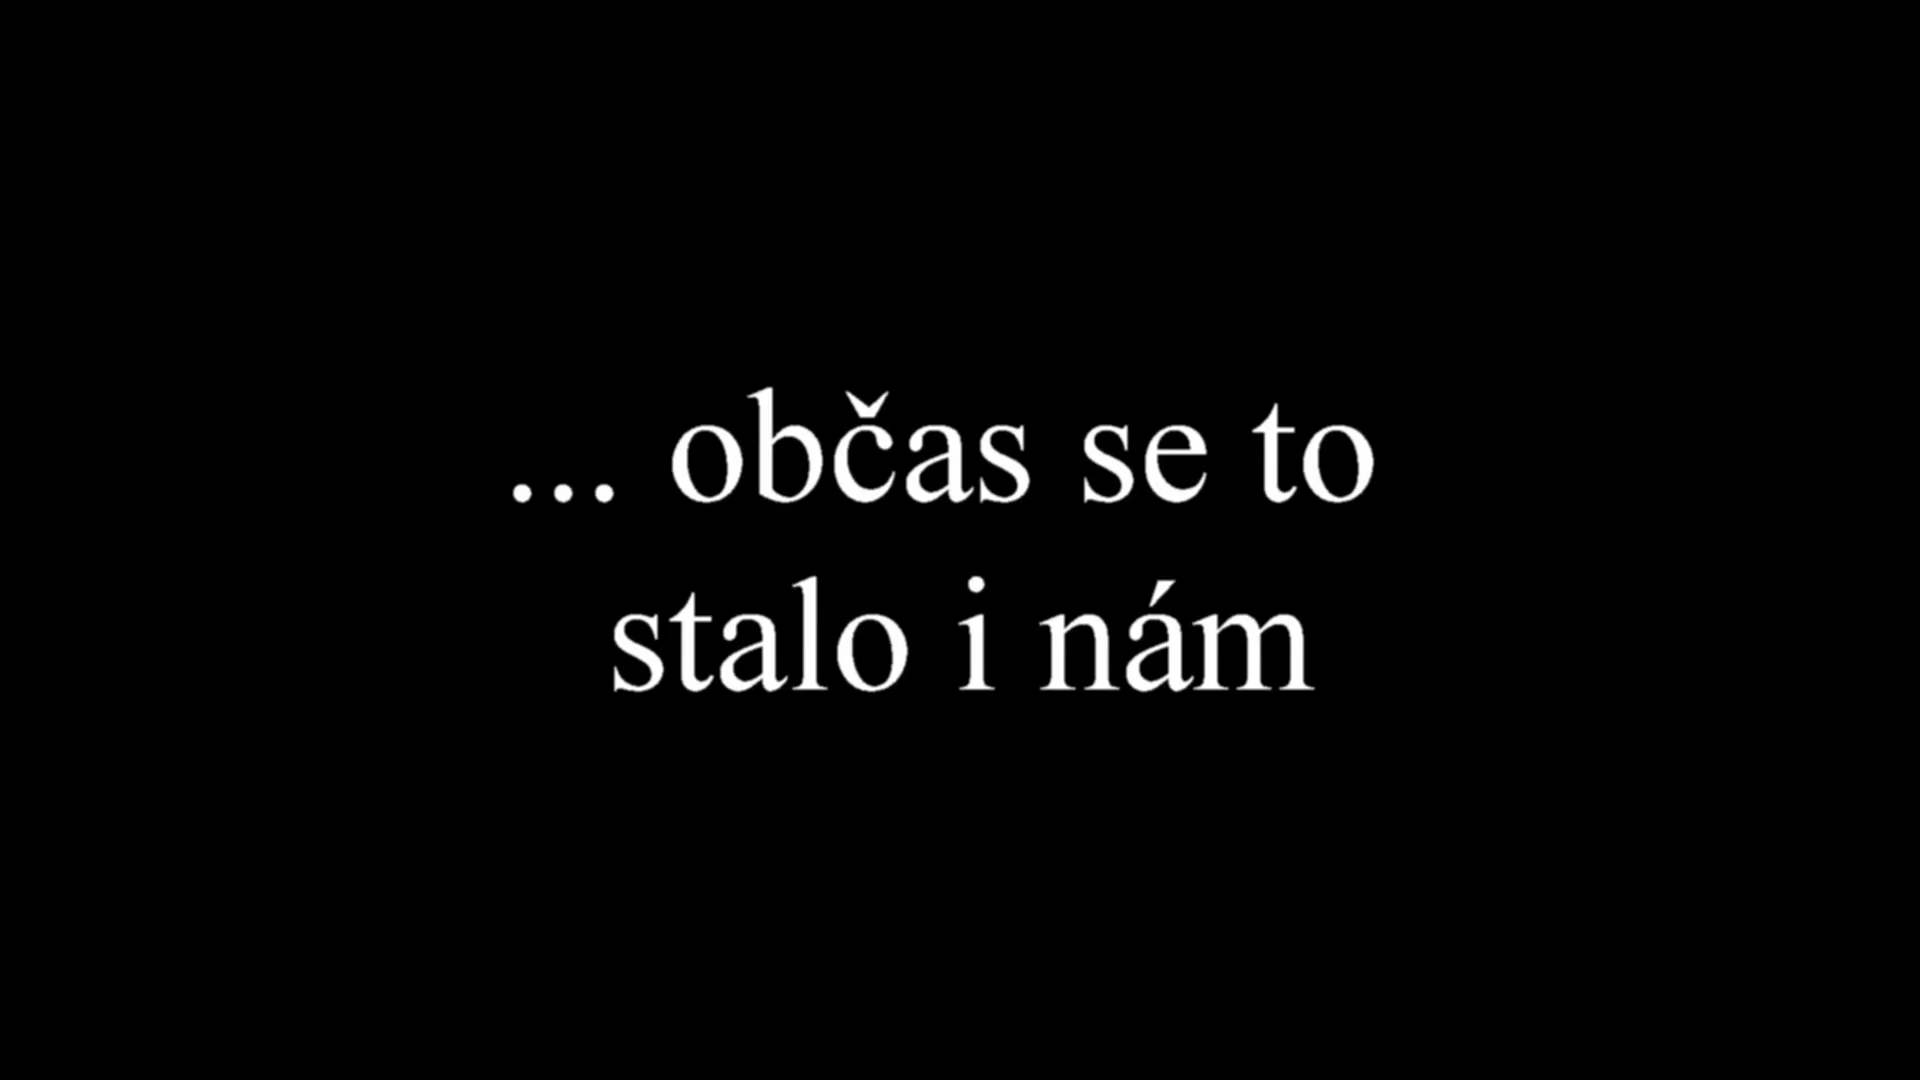 ... občas se to
stalo i nám